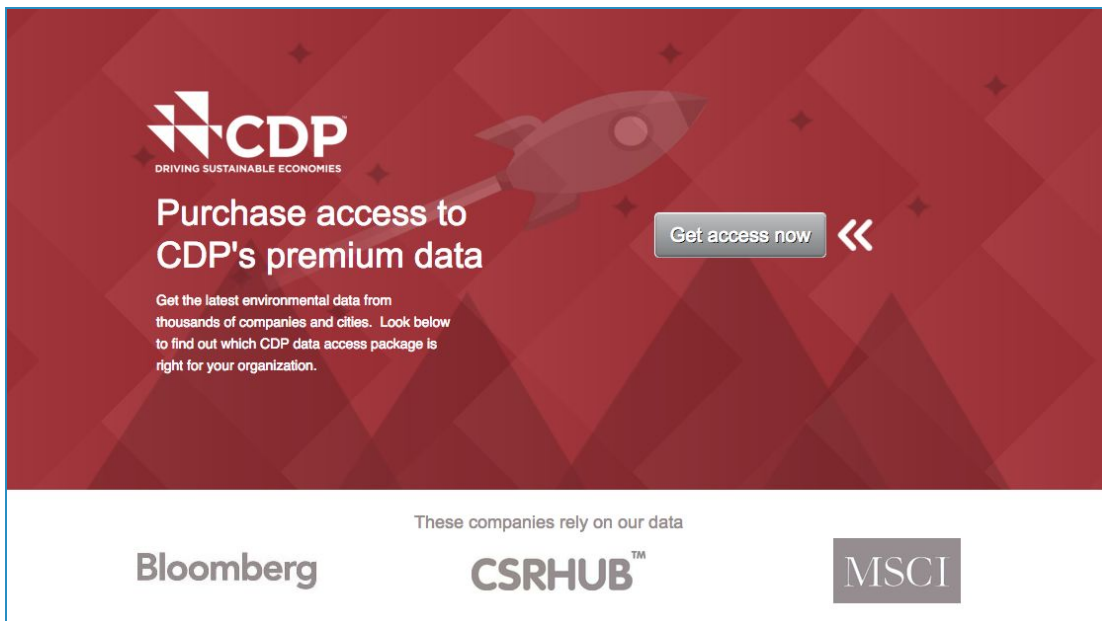 CDP™
DRIVING SUSTAINABLE ECONOMIES
Purchase access to
CDP's premium data
Get the latest environmental data from
thousands of companies and cities. Look below
to find out which CDP data access package is
right for your organization.
Get access now
These companies rely on our data
Bloomberg
CSRHUB™
MSCI